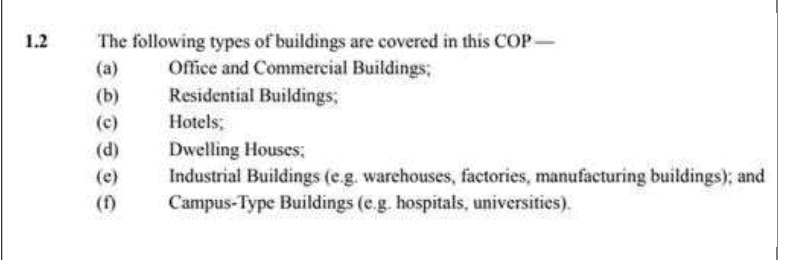 1.2 The following types of buildings are covered in this COP—
(a) Office and Commercial Buildings;
(b) Residential Buildings;
(c) Hotels;
(d) Dwelling Houses;
(e) Industrial Buildings (e.g. warehouses, factories, manufacturing buildings); and
(f) Campus-Type Buildings (e.g. hospitals, universities).